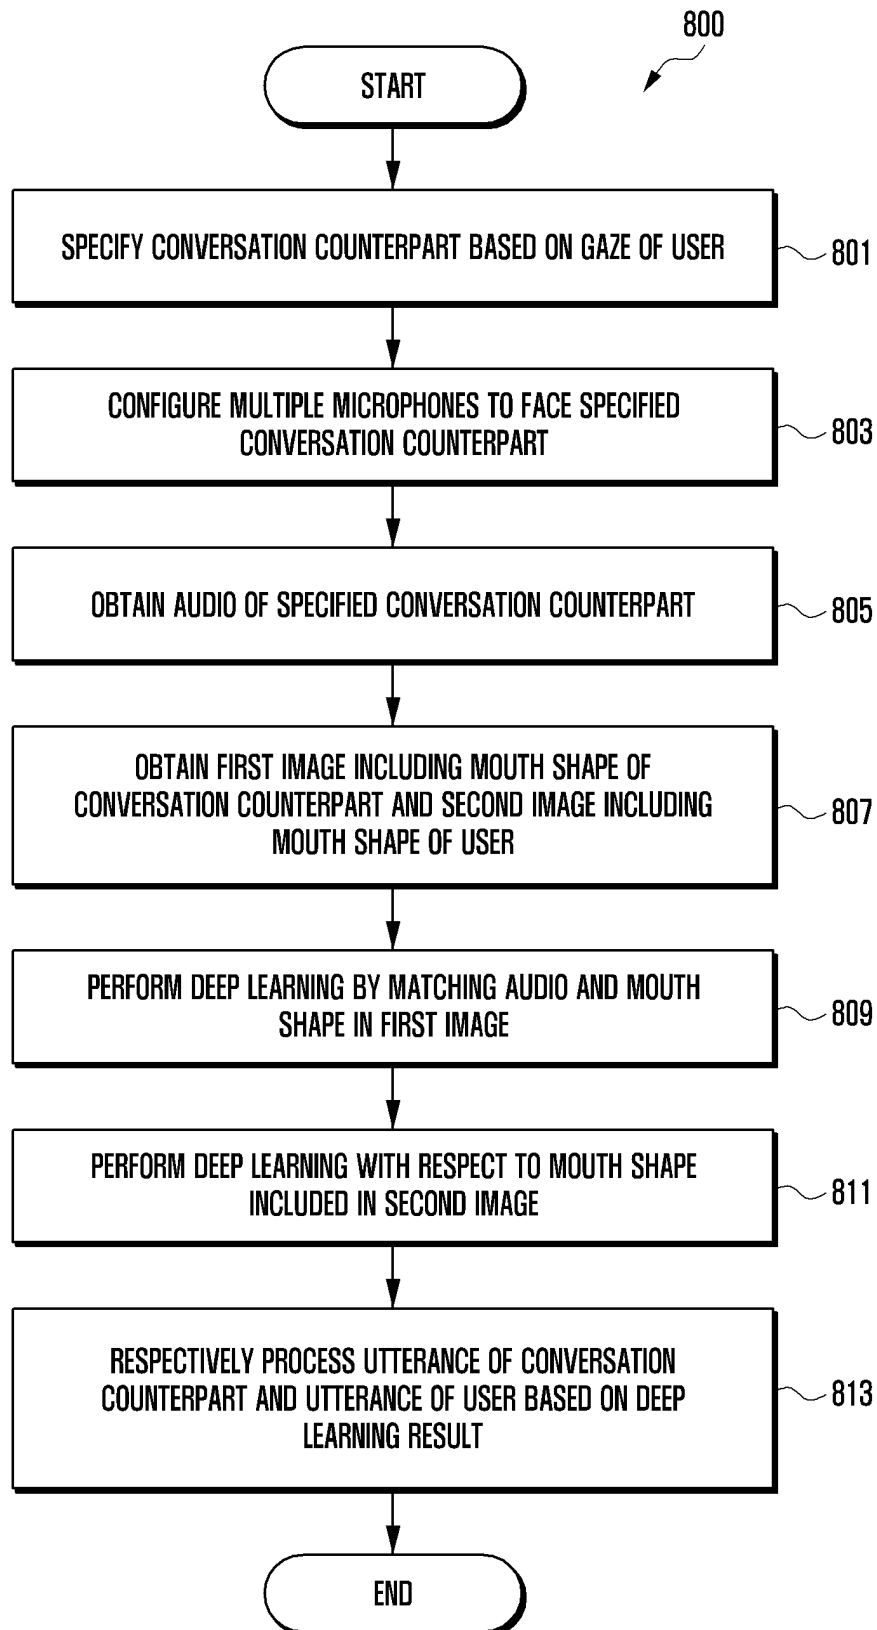 800
START
SPECIFY CONVERSATION COUNTERPART BASED ON GAZE OF USER
801
CONFIGURE MULTIPLE MICROPHONES TO FACE SPECIFIED
CONVERSATION COUNTERPART
803
OBTAIN AUDIO OF SPECIFIED CONVERSATION COUNTERPART
805
OBTAIN FIRST IMAGE INCLUDING MOUTH SHAPE OF
CONVERSATION COUNTERPART AND SECOND IMAGE INCLUDING
MOUTH SHAPE OF USER
807
PERFORM DEEP LEARNING BY MATCHING AUDIO AND MOUTH
SHAPE IN FIRST IMAGE
809
PERFORM DEEP LEARNING WITH RESPECT TO MOUTH SHAPE
INCLUDED IN SECOND IMAGE
811
RESPECTIVELY PROCESS UTTERANCE OF CONVERSATION
COUNTERPART AND UTTERANCE OF USER BASED ON DEEP
LEARNING RESULT
813
END